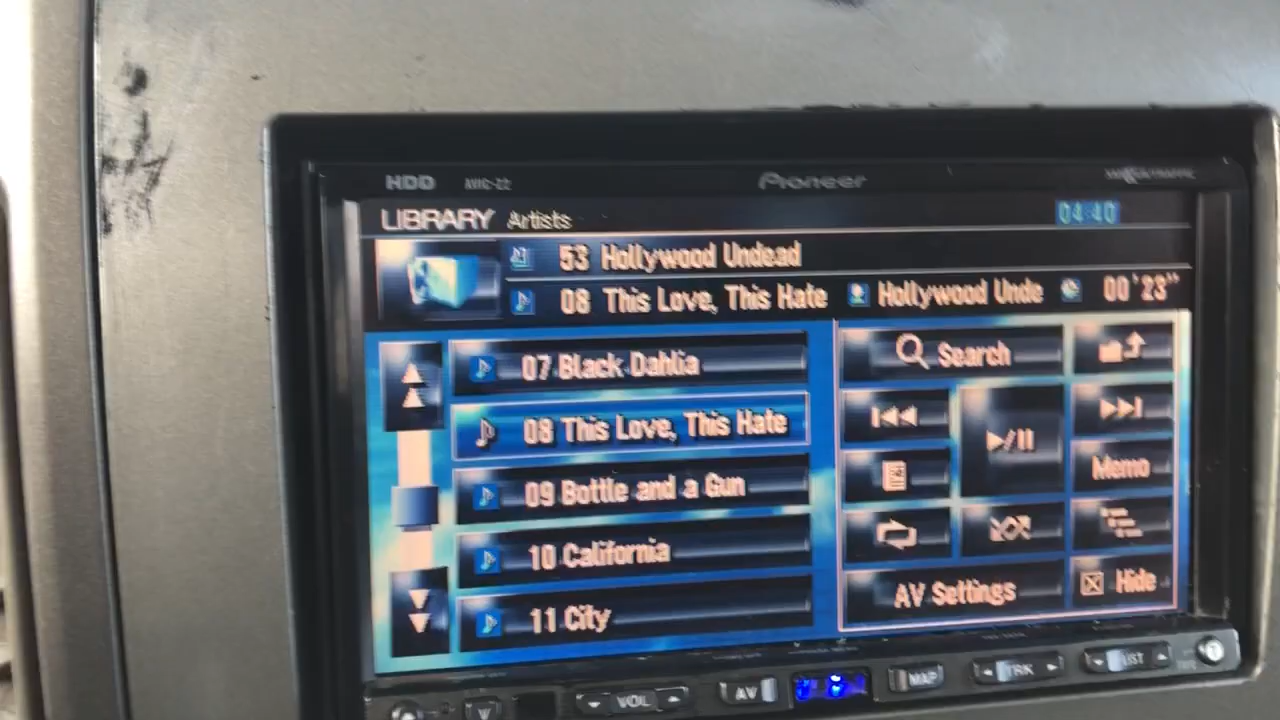 HDD AVIC-Z2 Pioneer
LIBRARY Artists 04:40
53 Hollywood Undead
08 This Love, This Hate Hollywood Unde 00'23"
07 Black Dahlia
08 This Love, This Hate
09 Bottle and a Gun
10 California
11 City
Search
Memo
AV Settings
Hide
VOL AV MAP TRK LIST